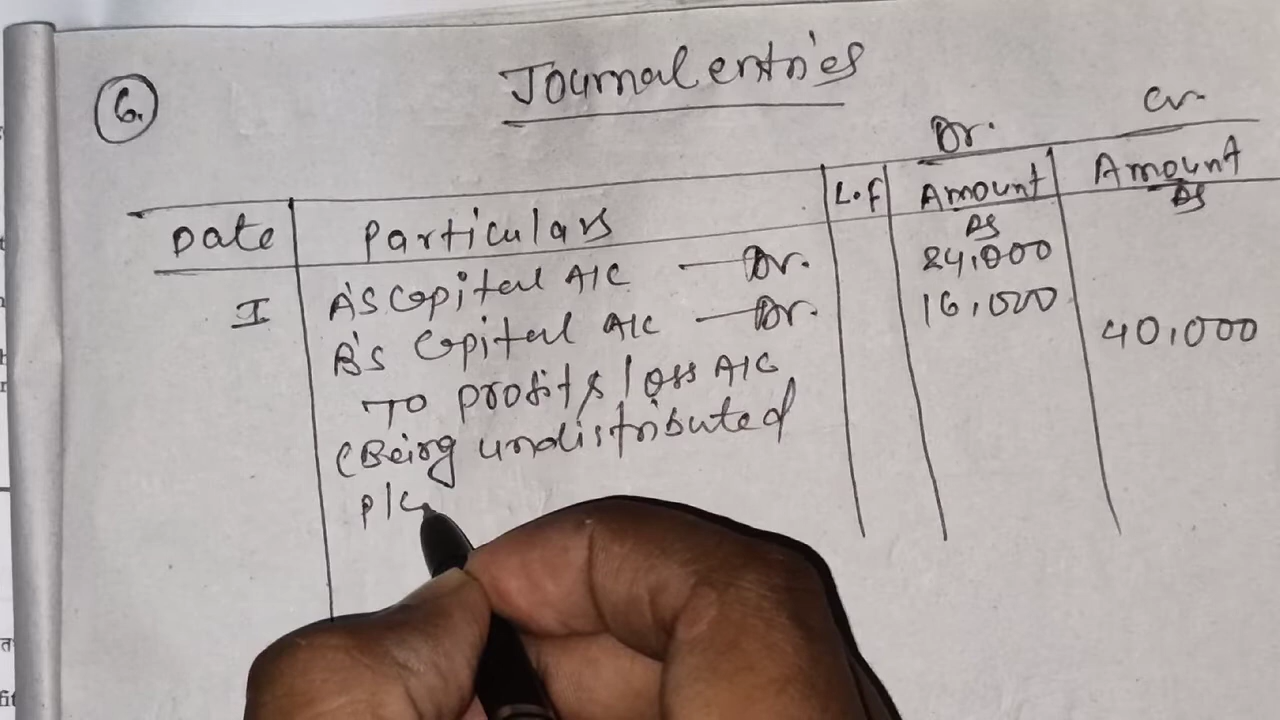 6.
Journal entries
Dr. Cr.
Date Particulars L.F Amount Rs Amount Rs
I A's Capital A/C — Dr. 24,000
B's Capital A/C — Dr. 16,000
To profit & loss A/C 40,000
(Being undistributed
P/L